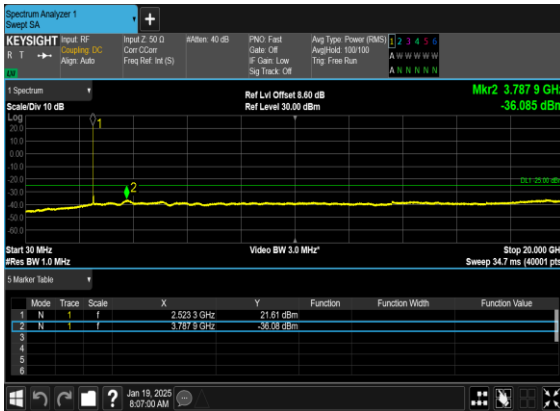 Spectrum Analyzer 1
Swept SA
+
KEYSIGHT Input: RF Input Z: 50 Ω #Atten: 40 dB PNO: Fast Avg Type: Power (RMS) 1 2 3 4 5 6
R T Coupling: DC Corr CCorr Gate: Off Avg|Hold: 100/100 A W W W W W
Align: Auto Freq Ref: Int (S) IF Gain: Low Trig: Free Run
LXI Sig Track: Off A N N N N N
1 Spectrum Ref Lvl Offset 8.60 dB Mkr2 3.787 9 GHz
Scale/Div 10 dB Ref Level 30.00 dBm -36.085 dBm
Log
20.0
10.0
0.00
-10.0
-20.0
-30.0
-40.0
-50.0
-60.0
1
2
DL1 -25.00 dBm
Start 30 MHz Video BW 3.0 MHz* Stop 20.000 GHz
#Res BW 1.0 MHz Sweep 34.7 ms (40001 pts)
5 Marker Table
Mode Trace Scale X Y Function Function Width Function Value
1 N 1 f 2.523 3 GHz 21.61 dBm
2 N 1 f 3.787 9 GHz -36.08 dBm
3
4
5
6
? Jan 19, 2025
8:07:00 AM